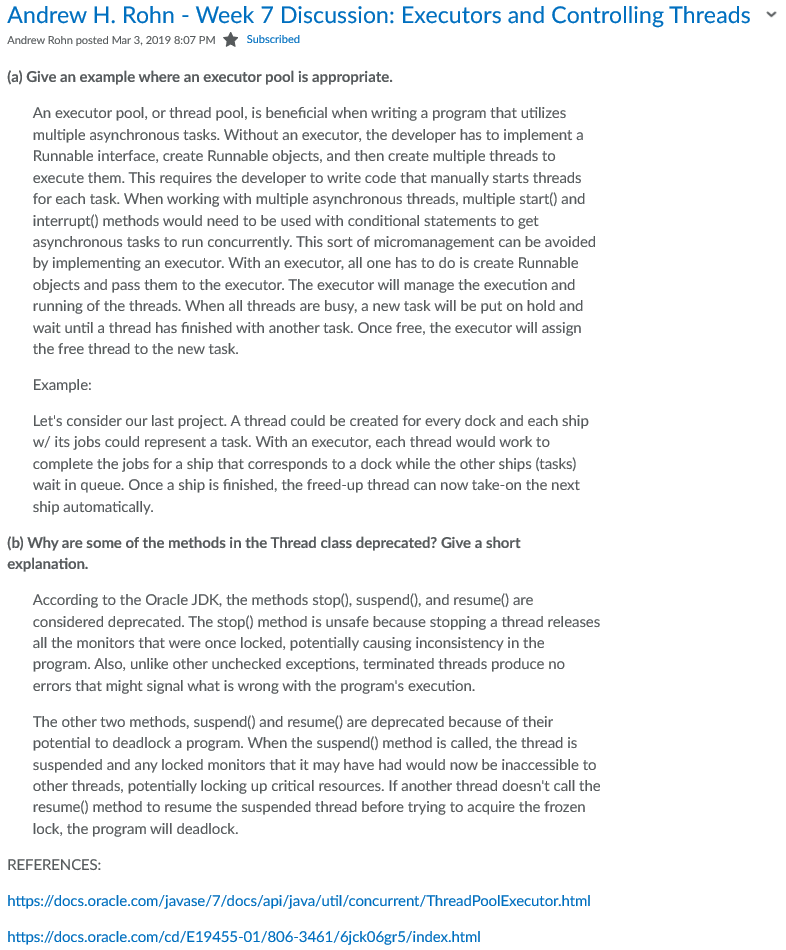 Andrew H. Rohn - Week 7 Discussion: Executors and Controlling Threads
Andrew Rohn posted Mar 3, 2019 8:07 PM Subscribed
(a) Give an example where an executor pool is appropriate.
An executor pool, or thread pool, is beneficial when writing a program that utilizes
multiple asynchronous tasks. Without an executor, the developer has to implement a
Runnable interface, create Runnable objects, and then create multiple threads to
execute them. This requires the developer to write code that manually starts threads
for each task. When working with multiple asynchronous threads, multiple start() and
interrupt() methods would need to be used with conditional statements to get
asynchronous tasks to run concurrently. This sort of micromanagement can be avoided
by implementing an executor. With an executor, all one has to do is create Runnable
objects and pass them to the executor. The executor will manage the execution and
running of the threads. When all threads are busy, a new task will be put on hold and
wait until a thread has finished with another task. Once free, the executor will assign
the free thread to the new task.
Example:
Let's consider our last project. A thread could be created for every dock and each ship
w/ its jobs could represent a task. With an executor, each thread would work to
complete the jobs for a ship that corresponds to a dock while the other ships (tasks)
wait in queue. Once a ship is finished, the freed-up thread can now take-on the next
ship automatically.
(b) Why are some of the methods in the Thread class deprecated? Give a short
explanation.
According to the Oracle JDK, the methods stop(), suspend(), and resume() are
considered deprecated. The stop() method is unsafe because stopping a thread releases
all the monitors that were once locked, potentially causing inconsistency in the
program. Also, unlike other unchecked exceptions, terminated threads produce no
errors that might signal what is wrong with the program's execution.
The other two methods, suspend() and resume() are deprecated because of their
potential to deadlock a program. When the suspend() method is called, the thread is
suspended and any locked monitors that it may have had would now be inaccessible to
other threads, potentially locking up critical resources. If another thread doesn't call the
resume() method to resume the suspended thread before trying to acquire the frozen
lock, the program will deadlock.
REFERENCES:
https://docs.oracle.com/javase/7/docs/api/java/util/concurrent/ThreadPoolExecutor.html
https://docs.oracle.com/cd/E19455-01/806-3461/6jck06gr5/index.html